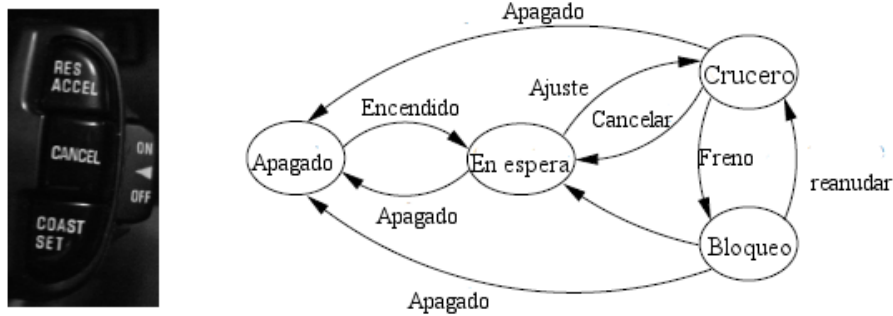 RES
ACCEL
CANCEL
ON
OFF
COAST
SET
Apagado
Encendido
Ajuste
Crucero
Cancelar
Apagado
En espera
Freno
reanudar
Apagado
Bloqueo
Apagado